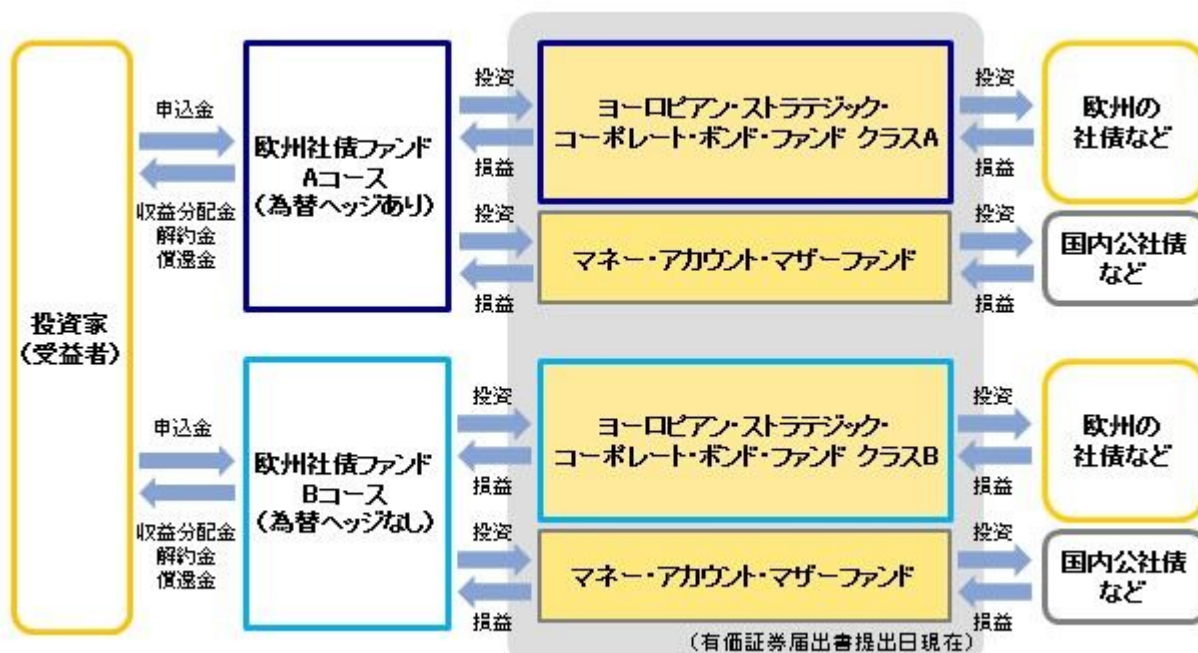 投資家
(受益者)
申込金
収益分配金
解約金
償還金
欧州社債ファンド
Aコース
(為替ヘッジあり)
投資
損益
ヨーロピアン・ストラテジック・
コーポレート・ボンド・ファンド クラスA
投資
損益
欧州の
社債など
投資
損益
マネー・アカウント・マザーファンド
投資
損益
国内公社債
など
申込金
収益分配金
解約金
償還金
欧州社債ファンド
Bコース
(為替ヘッジなし)
投資
損益
ヨーロピアン・ストラテジック・
コーポレート・ボンド・ファンド クラスB
投資
損益
欧州の
社債など
投資
損益
マネー・アカウント・マザーファンド
投資
損益
国内公社債
など
(有価証券届出書提出日現在)